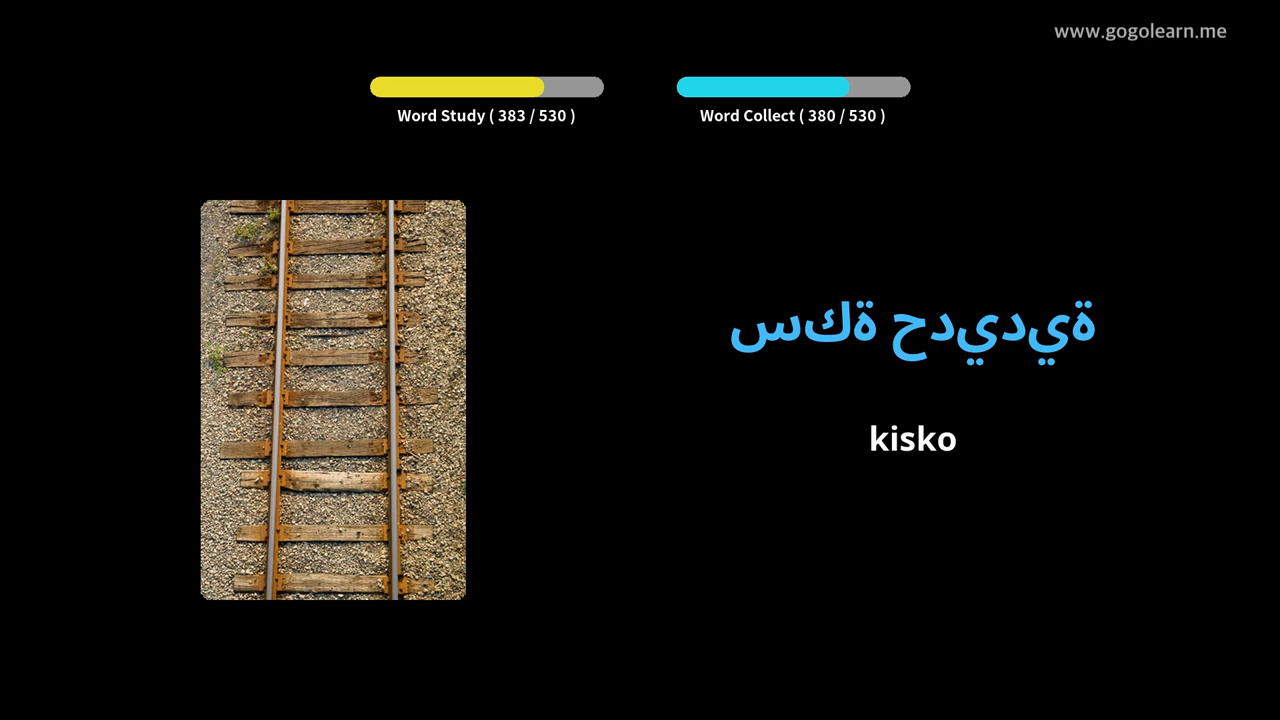 www.gogolearn.me
Word Study ( 383 / 530 )
Word Collect ( 380 / 530 )
سكة حديدية
kisko